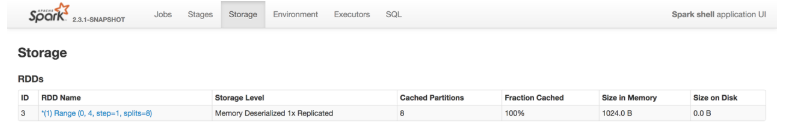 APACHE Spark 2.3.1-SNAPSHOT Jobs Stages Storage Environment Executors SQL Spark shell application UI
Storage
RDDs
ID RDD Name Storage Level Cached Partitions Fraction Cached Size in Memory Size on Disk
3 *(1) Range (0, 4, step=1, splits=8) Memory Deserialized 1x Replicated 8 100% 1024.0 B 0.0 B